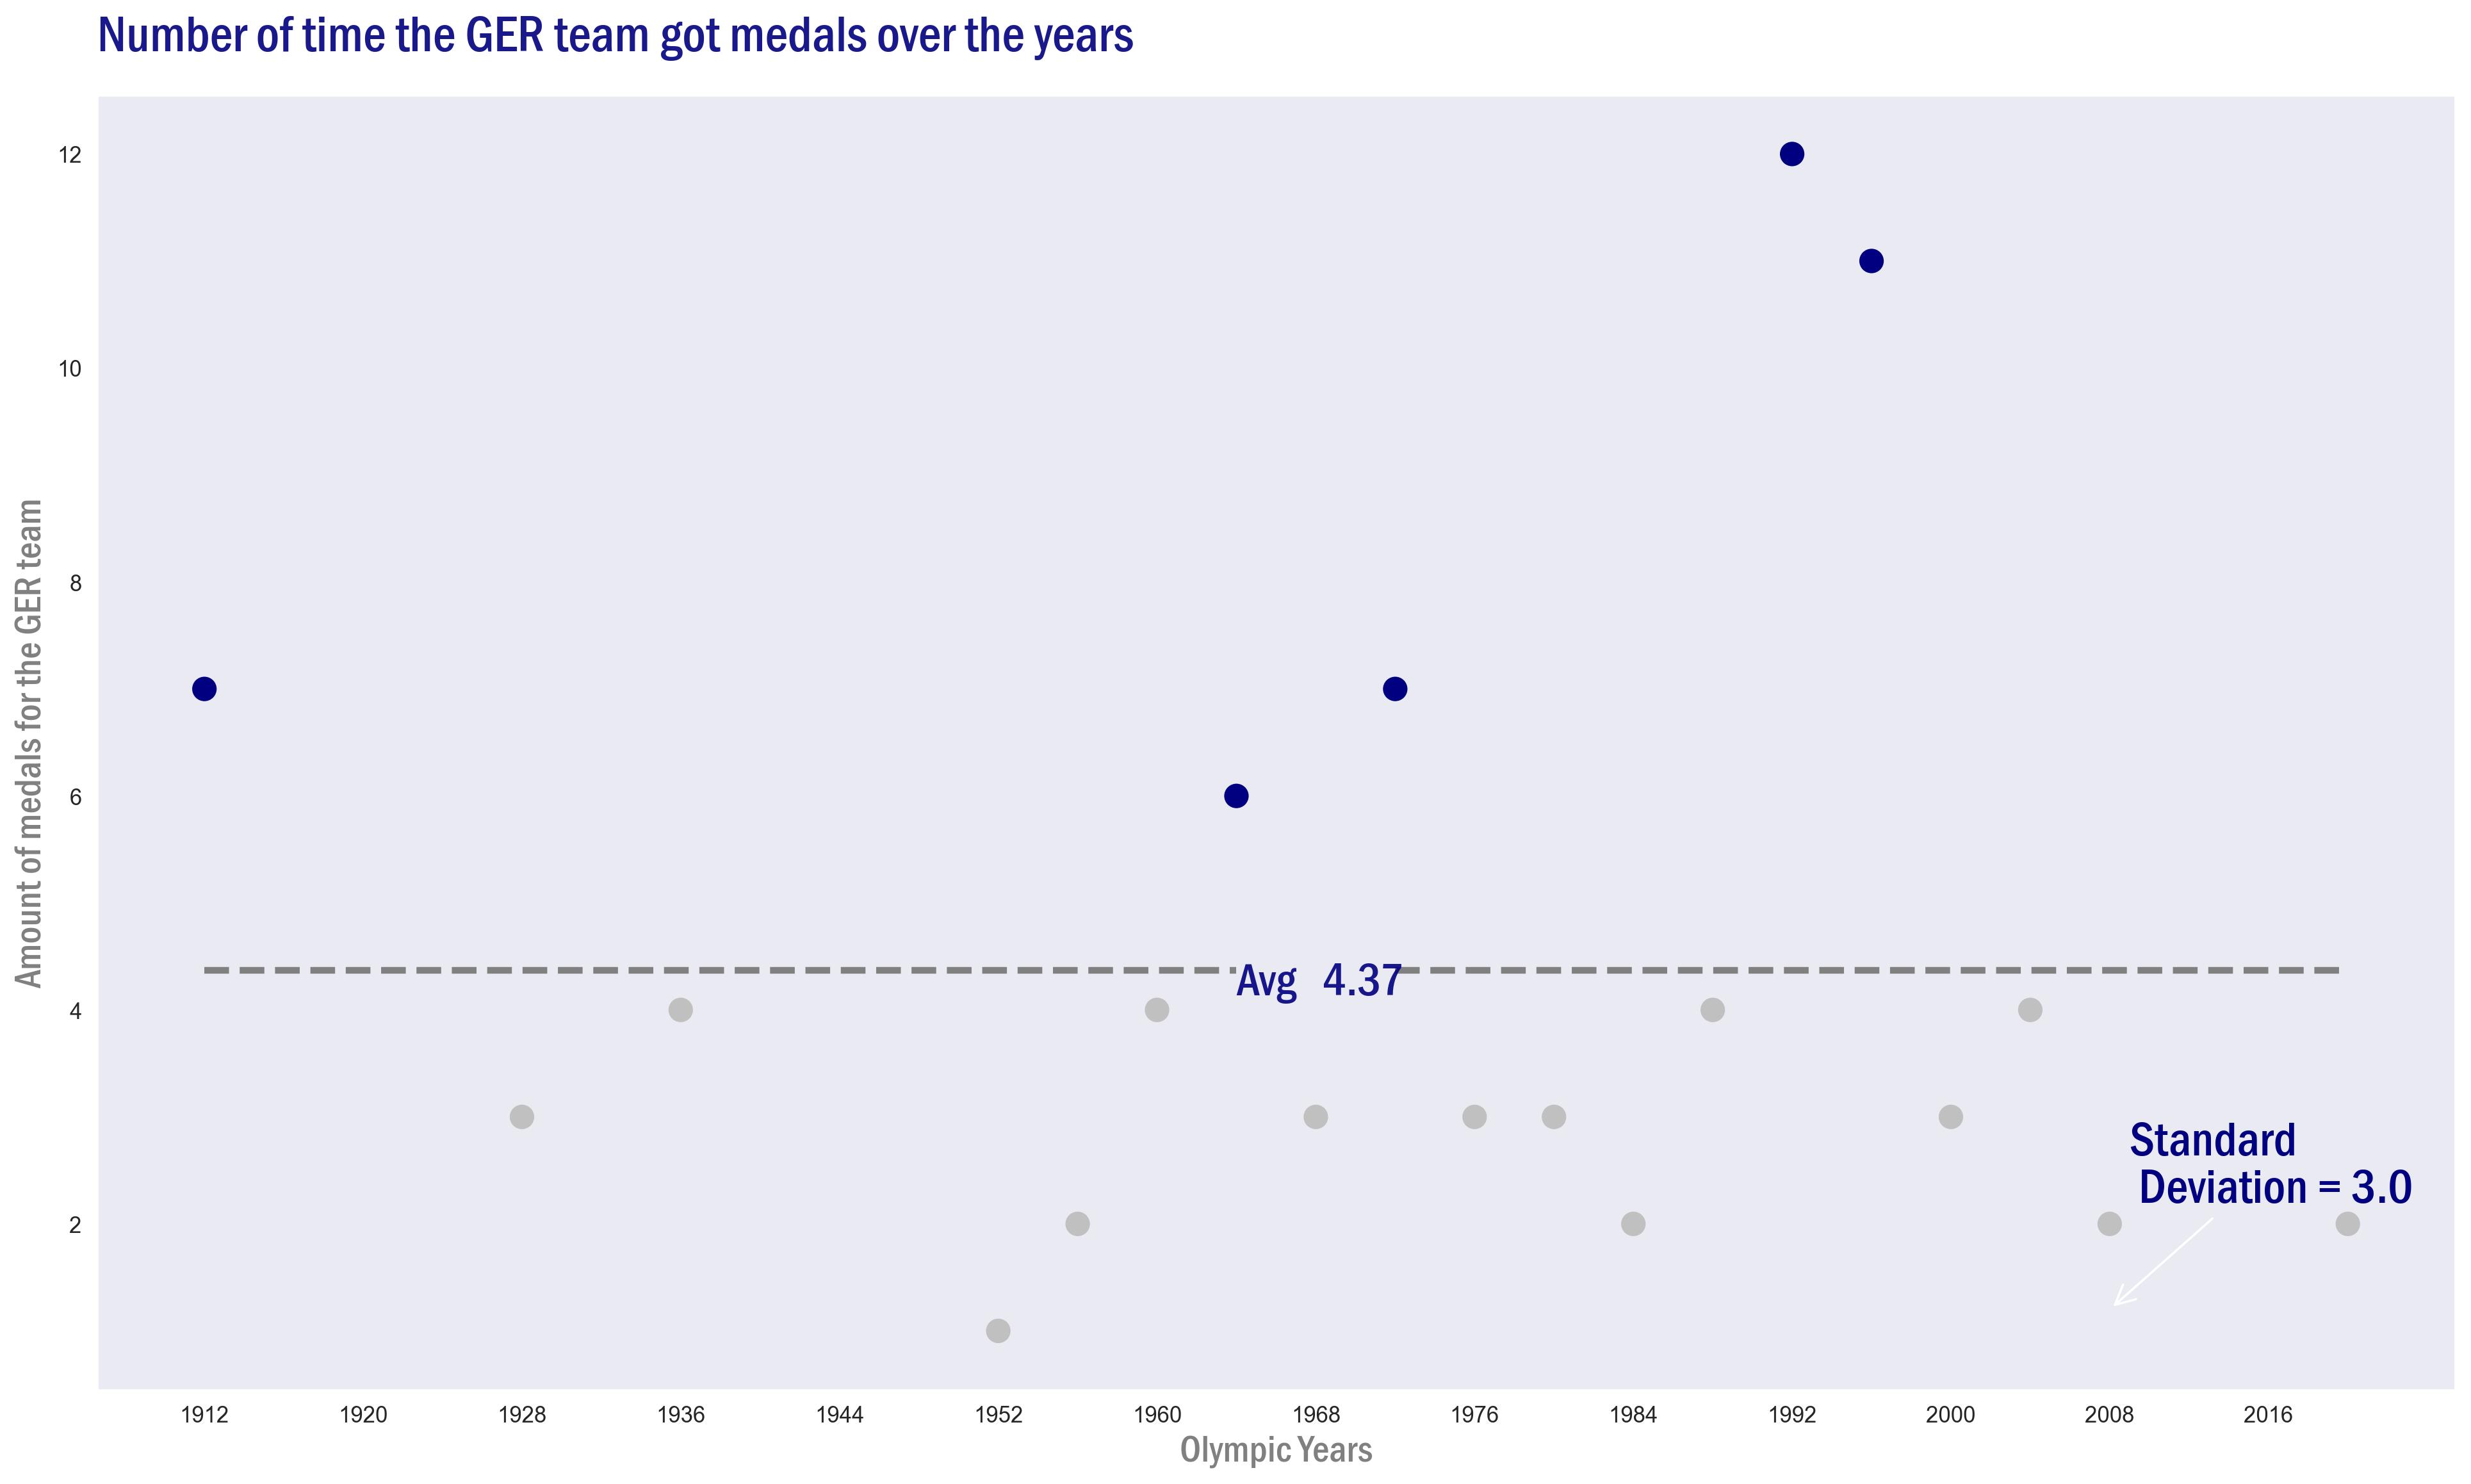 Number of time the GER team got medals over the years
Amount of medals for the GER team
12
10
8
6
4
2
Avg 4.37
Standard
Deviation = 3.0
1912 1920 1928 1936 1944 1952 1960 1968 1976 1984 1992 2000 2008 2016
Olympic Years